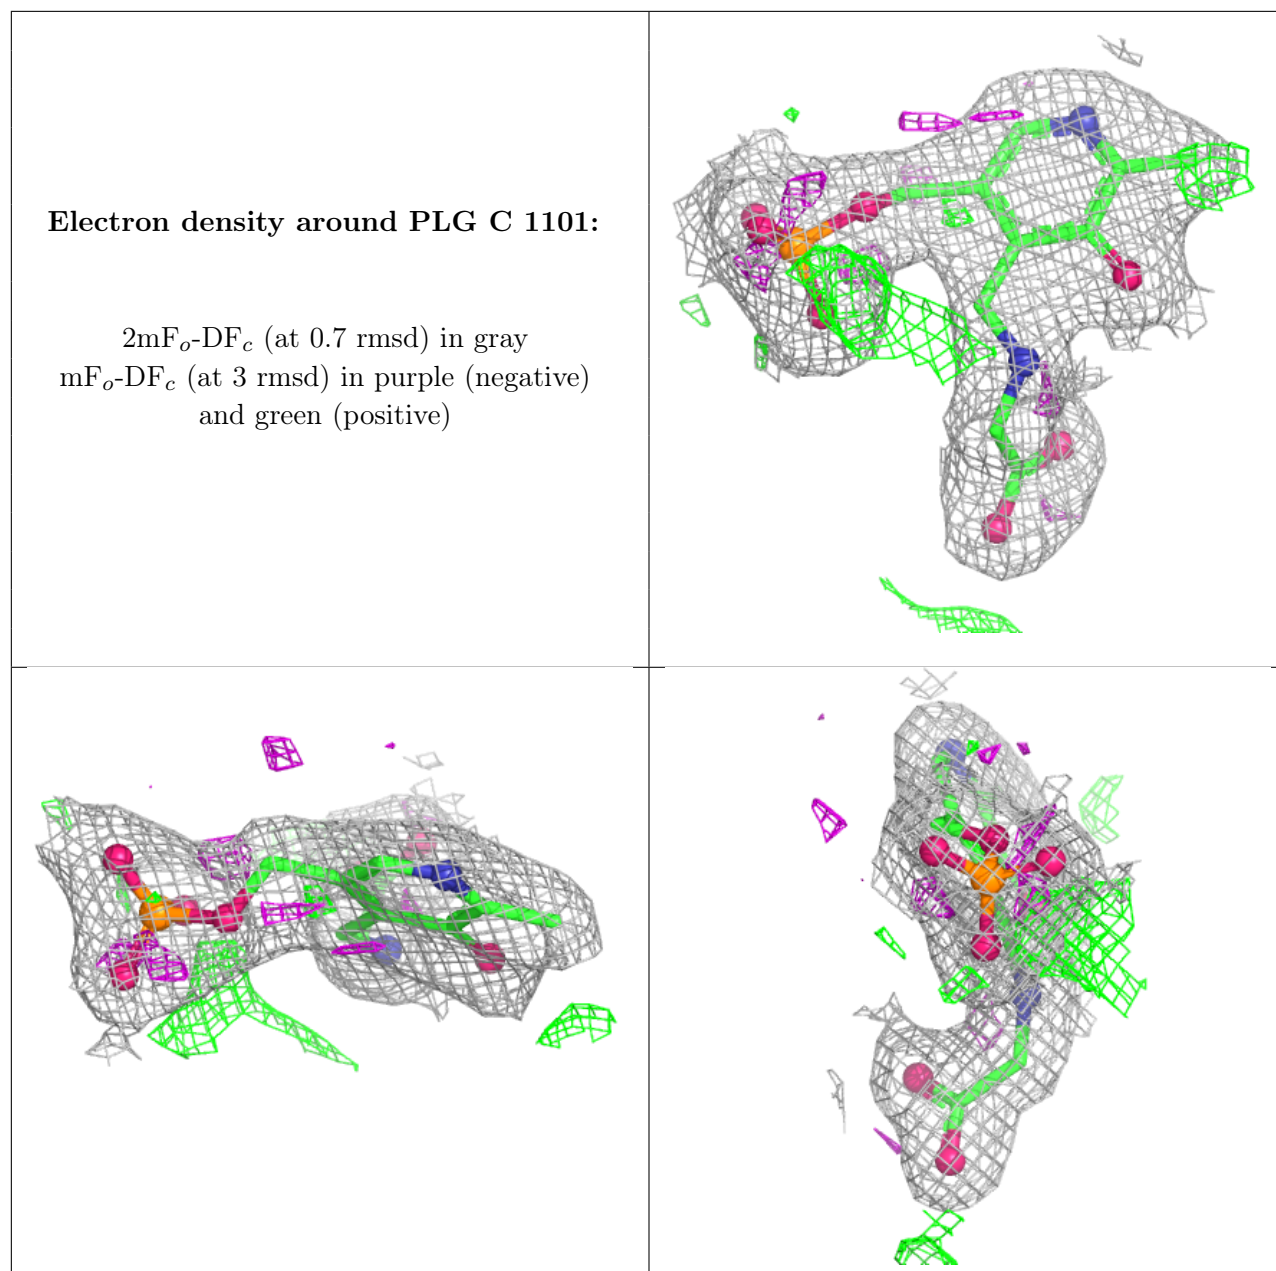 Electron density around PLG C 1101:
2mFo-DFc (at 0.7 rmsd) in gray
mFo-DFc (at 3 rmsd) in purple (negative)
and green (positive)